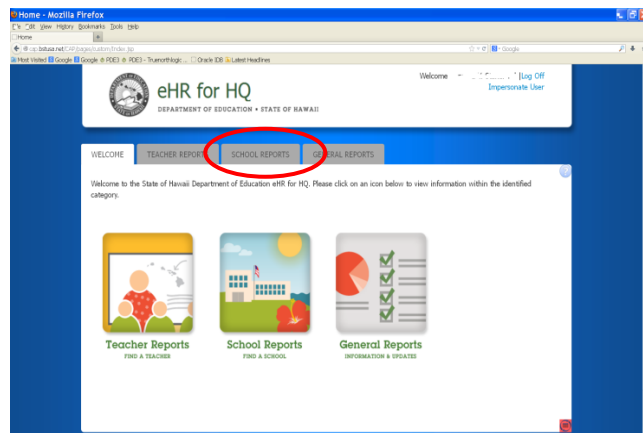 Home - Mozilla Firefox
File Edit View History Bookmarks Tools Help
Home
Google
Most Visited Google Google PDE3 PDE3 - Truenorthlogic... Oracle IDB Latest Headlines
Welcome |Log Off
Impersonate User
eHR for HQ
DEPARTMENT OF EDUCATION • STATE OF HAWAII
WELCOME TEACHER REPORTS SCHOOL REPORTS GENERAL REPORTS
Welcome to the State of Hawaii Department of Education eHR for HQ. Please click on an icon below to view information within the identified
category.
Teacher Reports School Reports General Reports
FIND A TEACHER FIND A SCHOOL INFORMATION & UPDATES